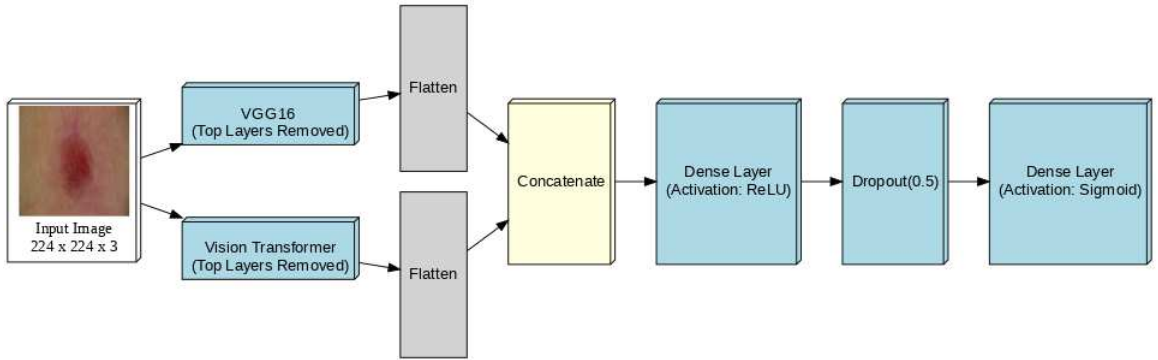 Input Image
224 x 224 x 3
VGG16
(Top Layers Removed)
Vision Transformer
(Top Layers Removed)
Flatten
Flatten
Concatenate
Dense Layer
(Activation: ReLU)
Dropout(0.5)
Dense Layer
(Activation: Sigmoid)